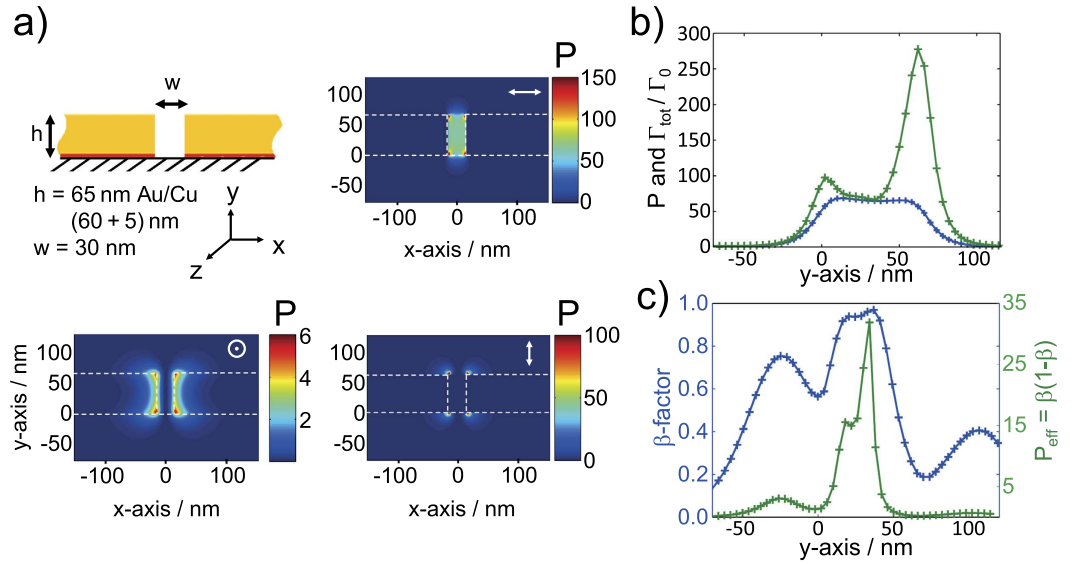 a)
w
h
h = 65 nm Au/Cu
(60 + 5) nm
w = 30 nm
y
x
z
P
150
100
50
0
100
50
0
-50
-100 0 100
x-axis / nm
P
6
4
2
y-axis / nm
100
50
0
-50
-100 0 100
x-axis / nm
P
100
50
0
100
50
0
-50
-100 0 100
x-axis / nm
b)
P and Γtot / Γ0
300
250
200
150
100
50
0
-50 0 50 100
y-axis / nm
c)
β-factor
1.0
0.8
0.6
0.4
0.2
0.0
35
25
15
5
Peff = β(1-β)
-50 0 50 100
y-axis / nm